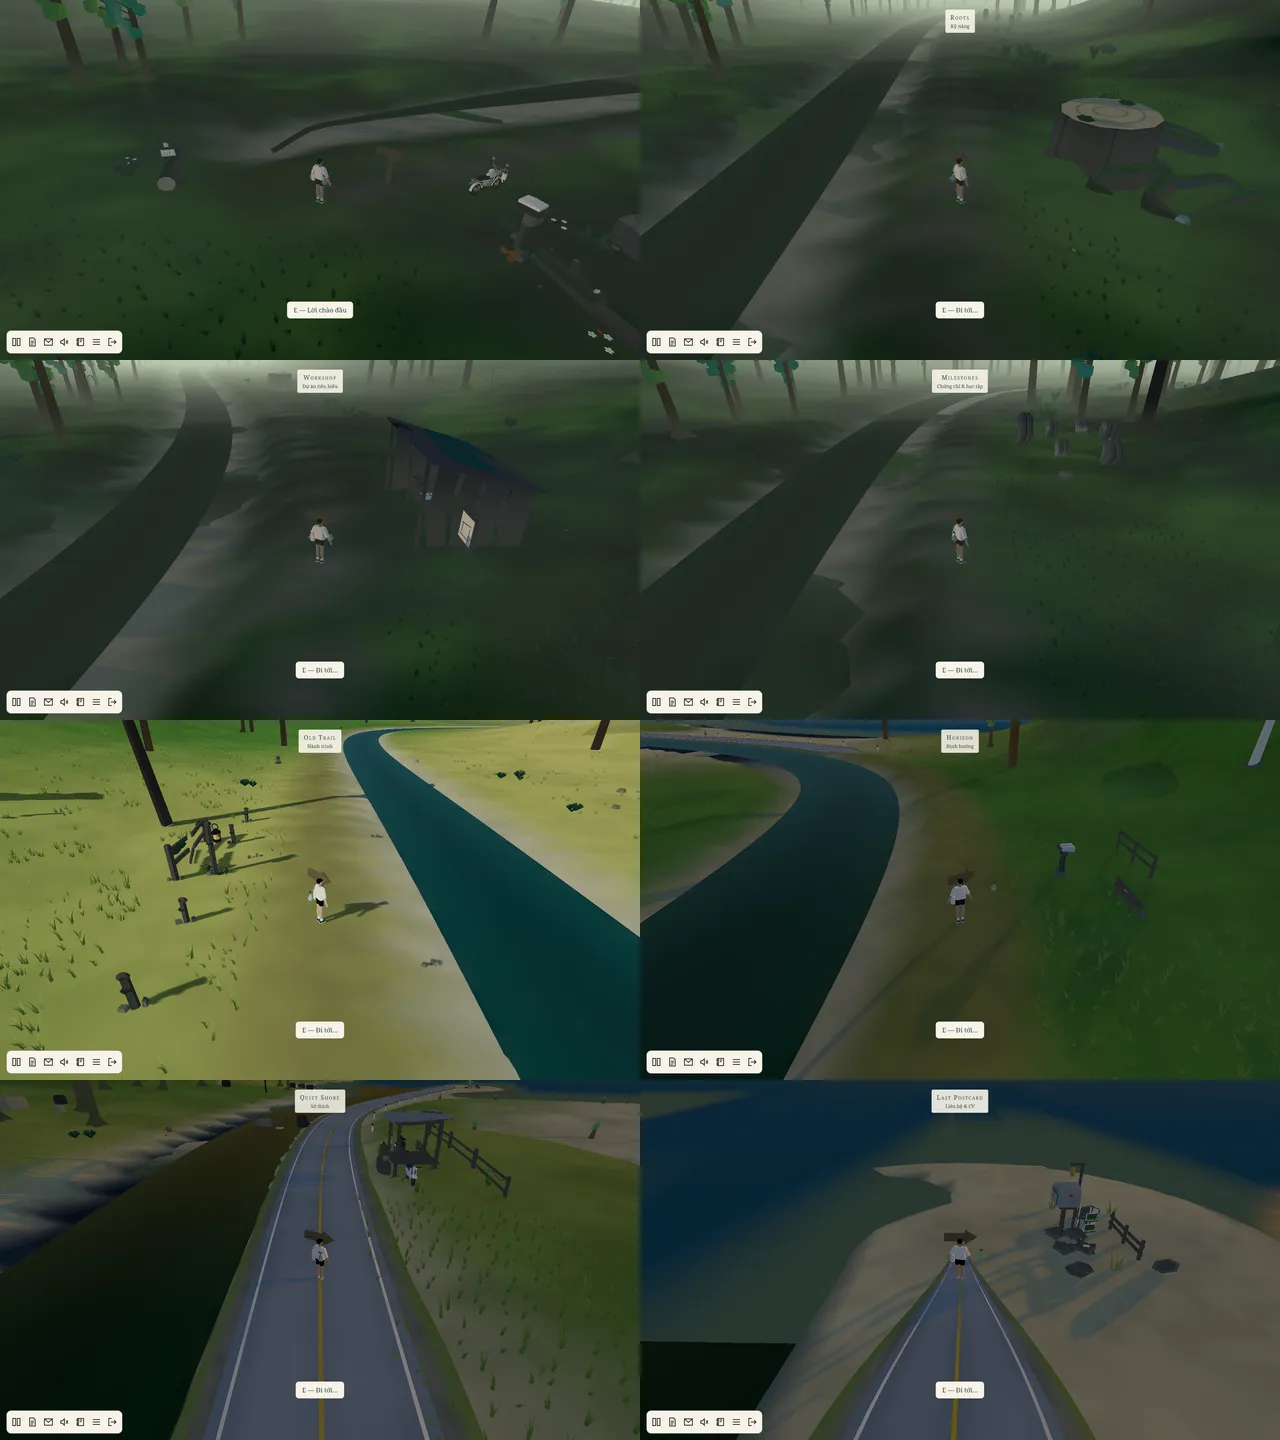 E — Lời chào đầu
ROOTS
Kỹ năng
E — Đi tới...
WORKSHOP
Dự án tiêu biểu
E — Đi tới...
MILESTONES
Chứng chỉ & học tập
E — Đi tới...
OLD TRAIL
Hành trình
E — Đi tới...
HORIZON
Định hướng
E — Đi tới...
QUIET SHORE
Sở thích
E — Đi tới...
LAST POSTCARD
Liên hệ & CV
E — Đi tới...